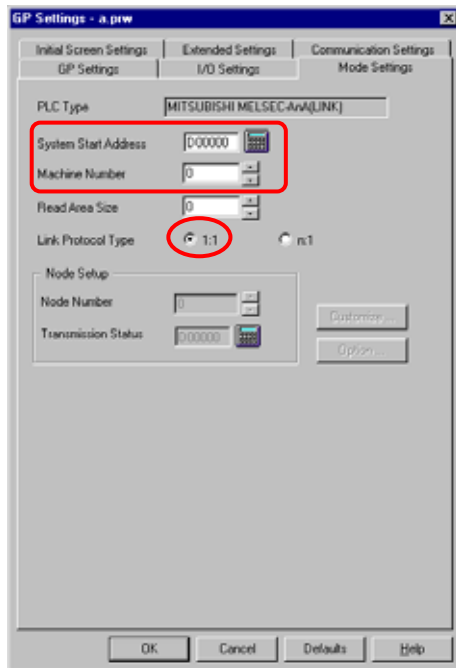 GP Settings - a.prw
Initial Screen Settings Extended Settings Communication Settings
GP Settings I/O Settings Mode Settings
PLC Type MITSUBISHI MELSEC-AnA(LINK)
System Start Address D00000
Machine Number 0
Read Area Size 0
Link Protocol Type 1:1 n:1
Node Setup
Node Number 0
Transmission Status D00000
Customize ...
Option ...
OK Cancel Defaults Help